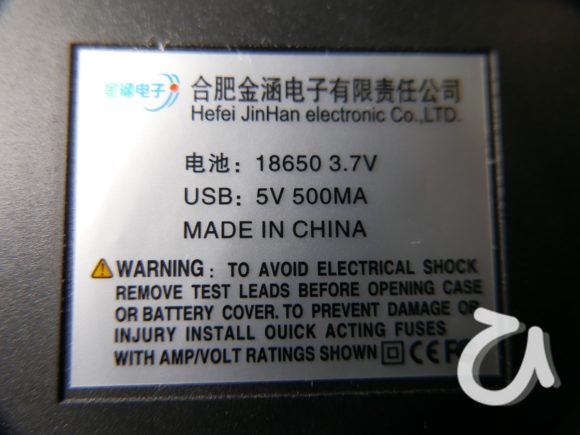 金涵电子
合肥金涵电子有限责任公司
Hefei JinHan electronic Co.,LTD.
电池：18650 3.7V
USB：5V 500MA
MADE IN CHINA
WARNING：TO AVOID ELECTRICAL SHOCK
REMOVE TEST LEADS BEFORE OPENING CASE
OR BATTERY COVER. TO PREVENT DAMAGE OR
INJURY INSTALL OUICK ACTING FUSES
WITH AMP/VOLT RATINGS SHOWN CE